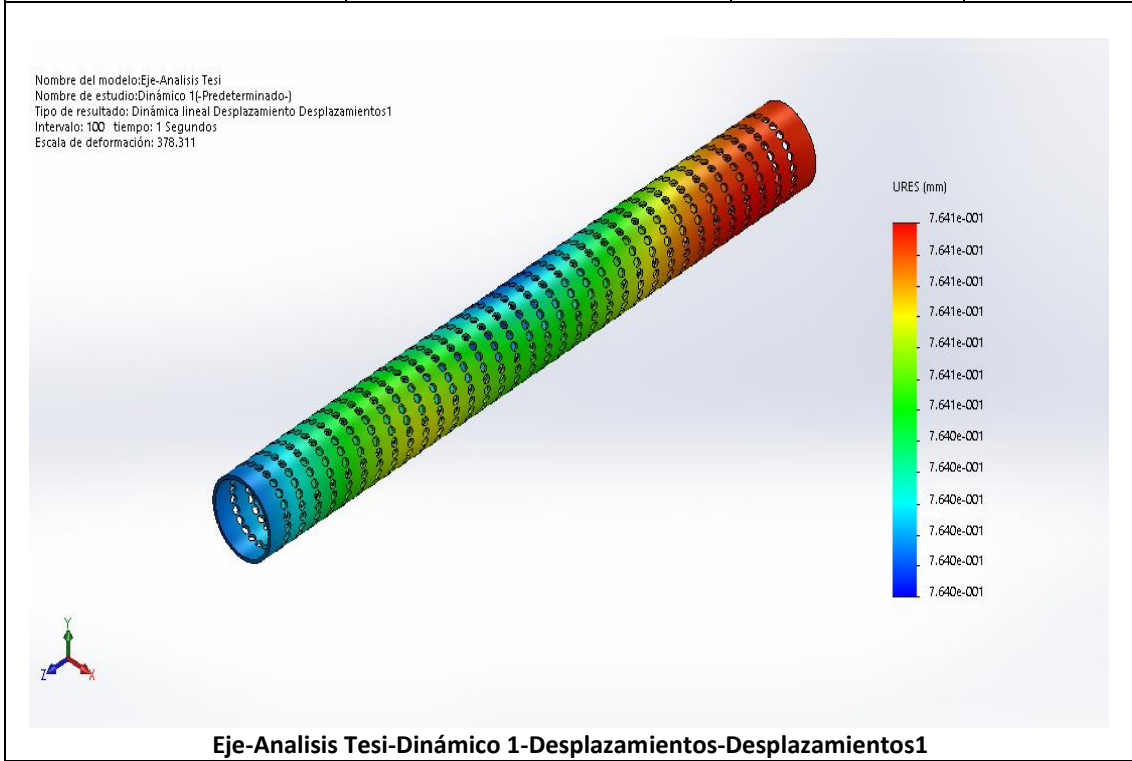 Nombre del modelo:Eje-Analisis Tesi
Nombre de estudio:Dinámico 1(-Predeterminado-)
Tipo de resultado: Dinámica lineal Desplazamiento Desplazamientos1
Intervalo: 100 tiempo: 1 Segundos
Escala de deformación: 378.311
URES (mm)
7.641e-001
7.641e-001
7.641e-001
7.641e-001
7.641e-001
7.641e-001
7.641e-001
7.640e-001
7.640e-001
7.640e-001
7.640e-001
7.640e-001
7.640e-001
Y
Z
X
Eje-Analisis Tesi-Dinámico 1-Desplazamientos-Desplazamientos1